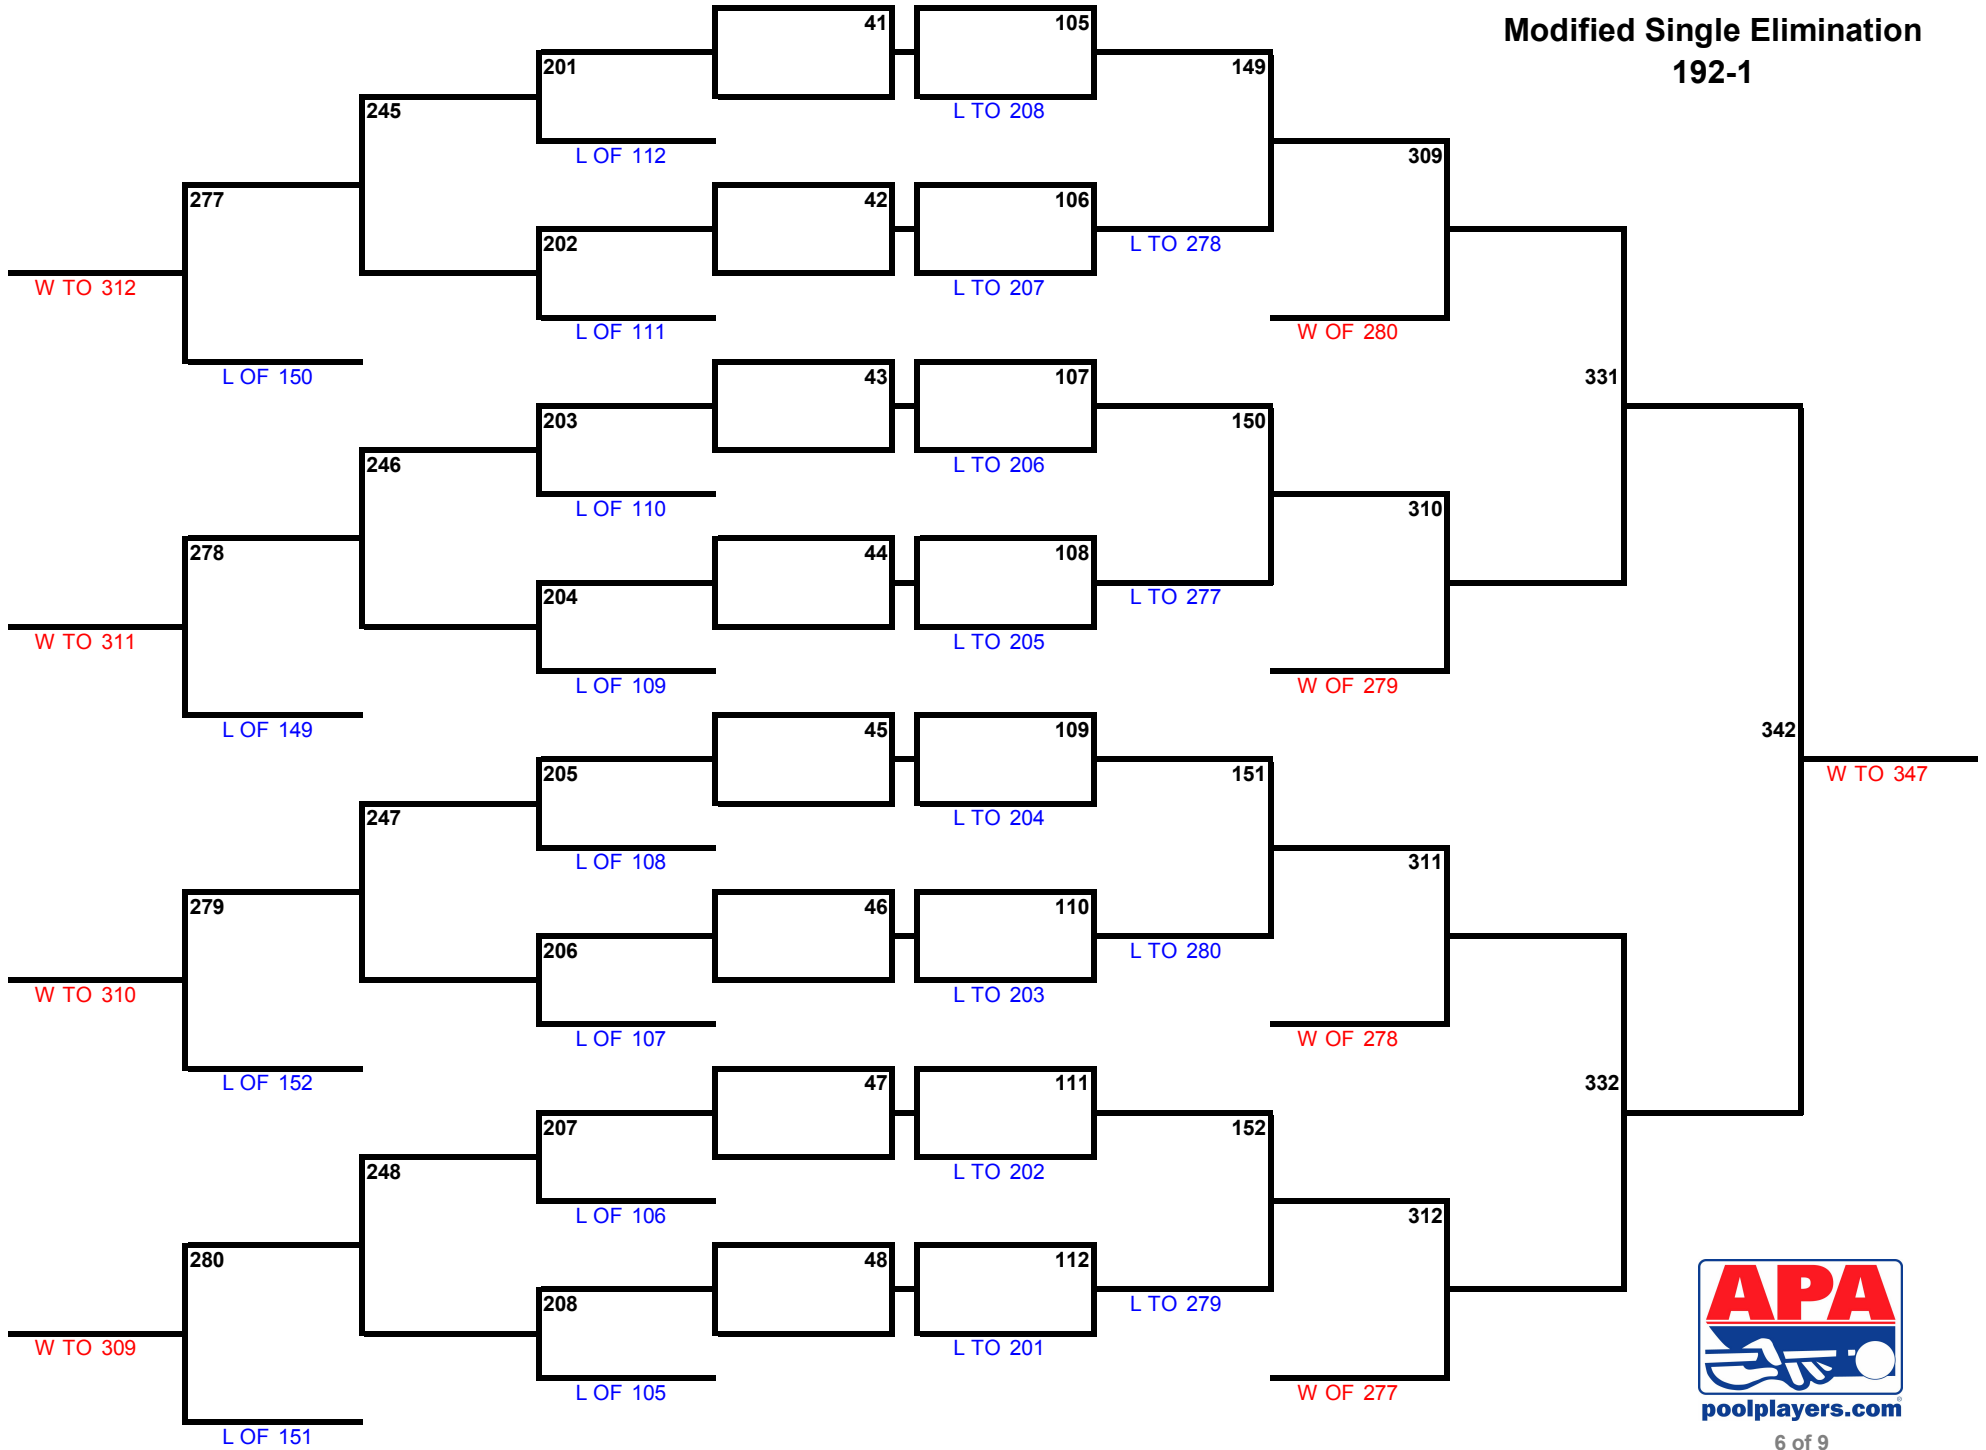 Modified Single Elimination
192-1
41
105
201
149
245
L TO 208
L OF 112
309
277
42
106
202
L TO 278
W TO 312
L TO 207
L OF 111
W OF 280
L OF 150
43
107
331
203
150
246
L TO 206
L OF 110
310
278
44
108
204
L TO 277
W TO 311
L TO 205
L OF 109
W OF 279
L OF 149
45
109
342
205
151
W TO 347
247
L TO 204
L OF 108
311
279
46
110
206
L TO 280
W TO 310
L TO 203
L OF 107
W OF 278
L OF 152
47
111
332
207
152
248
L TO 202
L OF 106
312
280
48
112
208
L TO 279
W TO 309
L TO 201
L OF 105
W OF 277
L OF 151
APA
poolplayers.com
6 of 9